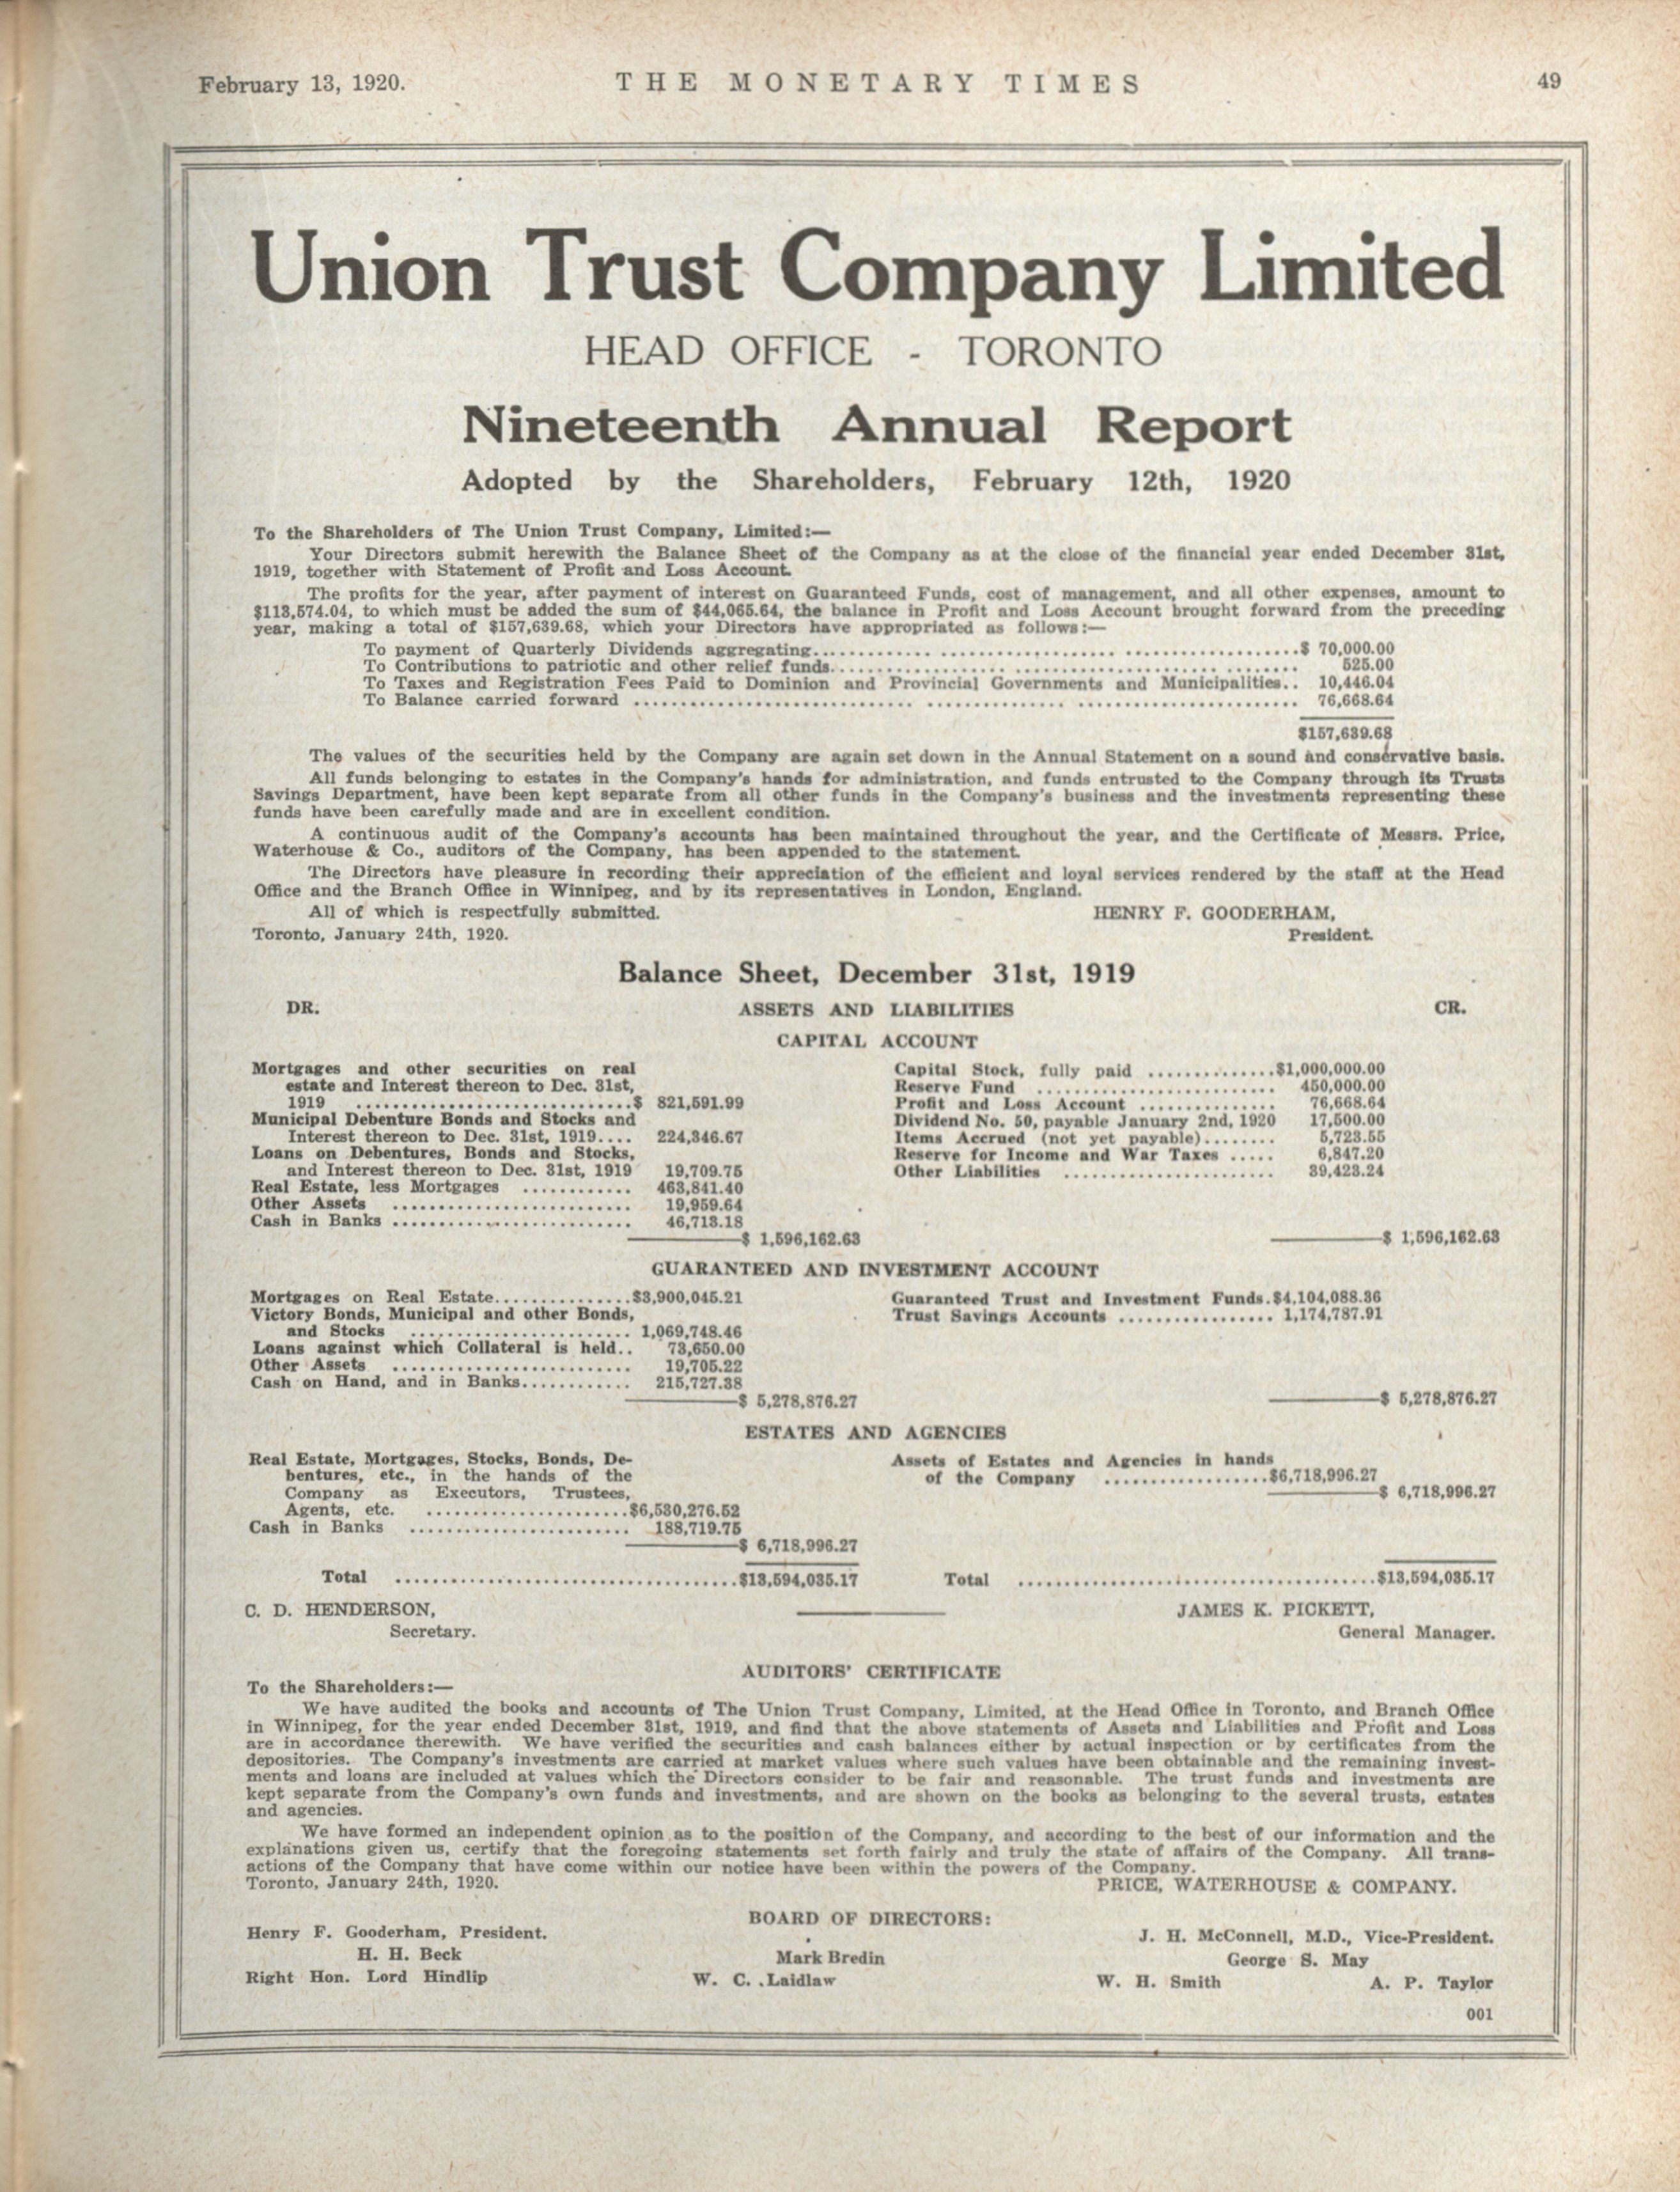 February 13, 1920.
THE MONETARY TIMES
49
Union Trust Company Limited
HEAD OFFICE - TORONTO
Nineteenth Annual Report
Adopted by the Shareholders, February 12th, 1920
To the Shareholders of The Union Trust Company, Limited:—
Your Directors submit herewith the Balance Sheet of the Company as at the close of the financial year ended December 31st,
1919, together with Statement of Profit and Loss Account.
The profits for the year, after payment of interest on Guaranteed Funds, cost of management, and all other expenses, amount to
$113,574.04, to which must be added the sum of $44,065.64, the balance in Profit and Loss Account brought forward from the preceding
year, making a total of $157,639.68, which your Directors have appropriated as follows:—
To payment of Quarterly Dividends aggregating....................$ 70,000.00
To Contributions to patriotic and other relief funds.................... 525.00
To Taxes and Registration Fees Paid to Dominion and Provincial Governments and Municipalities.. 10,446.04
To Balance carried forward .................... 76,668.64
$157,639.68
The values of the securities held by the Company are again set down in the Annual Statement on a sound and conservative basis.
All funds belonging to estates in the Company's hands for administration, and funds entrusted to the Company through its Trusts
Savings Department, have been kept separate from all other funds in the Company's business and the investments representing these
funds have been carefully made and are in excellent condition.
A continuous audit of the Company's accounts has been maintained throughout the year, and the Certificate of Messrs. Price,
Waterhouse & Co., auditors of the Company, has been appended to the statement.
The Directors have pleasure in recording their appreciation of the efficient and loyal services rendered by the staff at the Head
Office and the Branch Office in Winnipeg, and by its representatives in London, England.
All of which is respectfully submitted.
HENRY F. GOODERHAM,
Toronto, January 24th, 1920.
President.
Balance Sheet, December 31st, 1919
DR.
ASSETS AND LIABILITIES
CR.
CAPITAL ACCOUNT
Mortgages and other securities on real
estate and Interest thereon to Dec. 31st,
1919 ....................$ 821,591.99
Municipal Debenture Bonds and Stocks and
Interest thereon to Dec. 31st, 1919.... 224,346.67
Loans on Debentures, Bonds and Stocks,
and Interest thereon to Dec. 31st, 1919 19,709.75
Real Estate, less Mortgages ............ 463,841.40
Other Assets .................... 19,959.64
Cash in Banks .................... 46,713.18
$ 1,596,162.63
Capital Stock, fully paid ..............$1,000,000.00
Reserve Fund .................... 450,000.00
Profit and Loss Account ............... 76,668.64
Dividend No. 50, payable January 2nd, 1920 17,500.00
Items Accrued (not yet payable)........ 5,723.55
Reserve for Income and War Taxes ..... 6,847.20
Other Liabilities .................... 39,423.24
$ 1,596,162.63
GUARANTEED AND INVESTMENT ACCOUNT
Mortgages on Real Estate...............$3,900,045.21
Victory Bonds, Municipal and other Bonds,
and Stocks .................... 1,069,748.46
Loans against which Collateral is held.. 73,650.00
Other Assets .................... 19,705.22
Cash on Hand, and in Banks............ 215,727.38
$ 5,278,876.27
Guaranteed Trust and Investment Funds.$4,104,088.36
Trust Savings Accounts ................. 1,174,787.91
$ 5,278,876.27
ESTATES AND AGENCIES
Real Estate, Mortgages, Stocks, Bonds, De-
bentures, etc., in the hands of the
Company as Executors, Trustees,
Agents, etc. ....................$6,530,276.52
Cash in Banks .................... 188,719.75
$ 6,718,996.27
Assets of Estates and Agencies in hands
of the Company ..................$6,718,996.27
$ 6,718,996.27
Total ....................$13,594,035.17
Total ....................$13,594,035.17
C. D. HENDERSON,
Secretary.
JAMES K. PICKETT,
General Manager.
AUDITORS' CERTIFICATE
To the Shareholders:—
We have audited the books and accounts of The Union Trust Company, Limited, at the Head Office in Toronto, and Branch Office
in Winnipeg, for the year ended December 31st, 1919, and find that the above statements of Assets and Liabilities and Profit and Loss
are in accordance therewith. We have verified the securities and cash balances either by actual inspection or by certificates from the
depositories. The Company's investments are carried at market values where such values have been obtainable and the remaining invest-
ments and loans are included at values which the Directors consider to be fair and reasonable. The trust funds and investments are
kept separate from the Company's own funds and investments, and are shown on the books as belonging to the several trusts, estates
and agencies.
We have formed an independent opinion as to the position of the Company, and according to the best of our information and the
explanations given us, certify that the foregoing statements set forth fairly and truly the state of affairs of the Company. All trans-
actions of the Company that have come within our notice have been within the powers of the Company.
Toronto, January 24th, 1920.
PRICE, WATERHOUSE & COMPANY.
BOARD OF DIRECTORS:
Henry F. Gooderham, President.
J. H. McConnell, M.D., Vice-President.
H. H. Beck
Mark Bredin
George S. May
Right Hon. Lord Hindlip
W. C. Laidlaw
W. H. Smith
A. P. Taylor
001